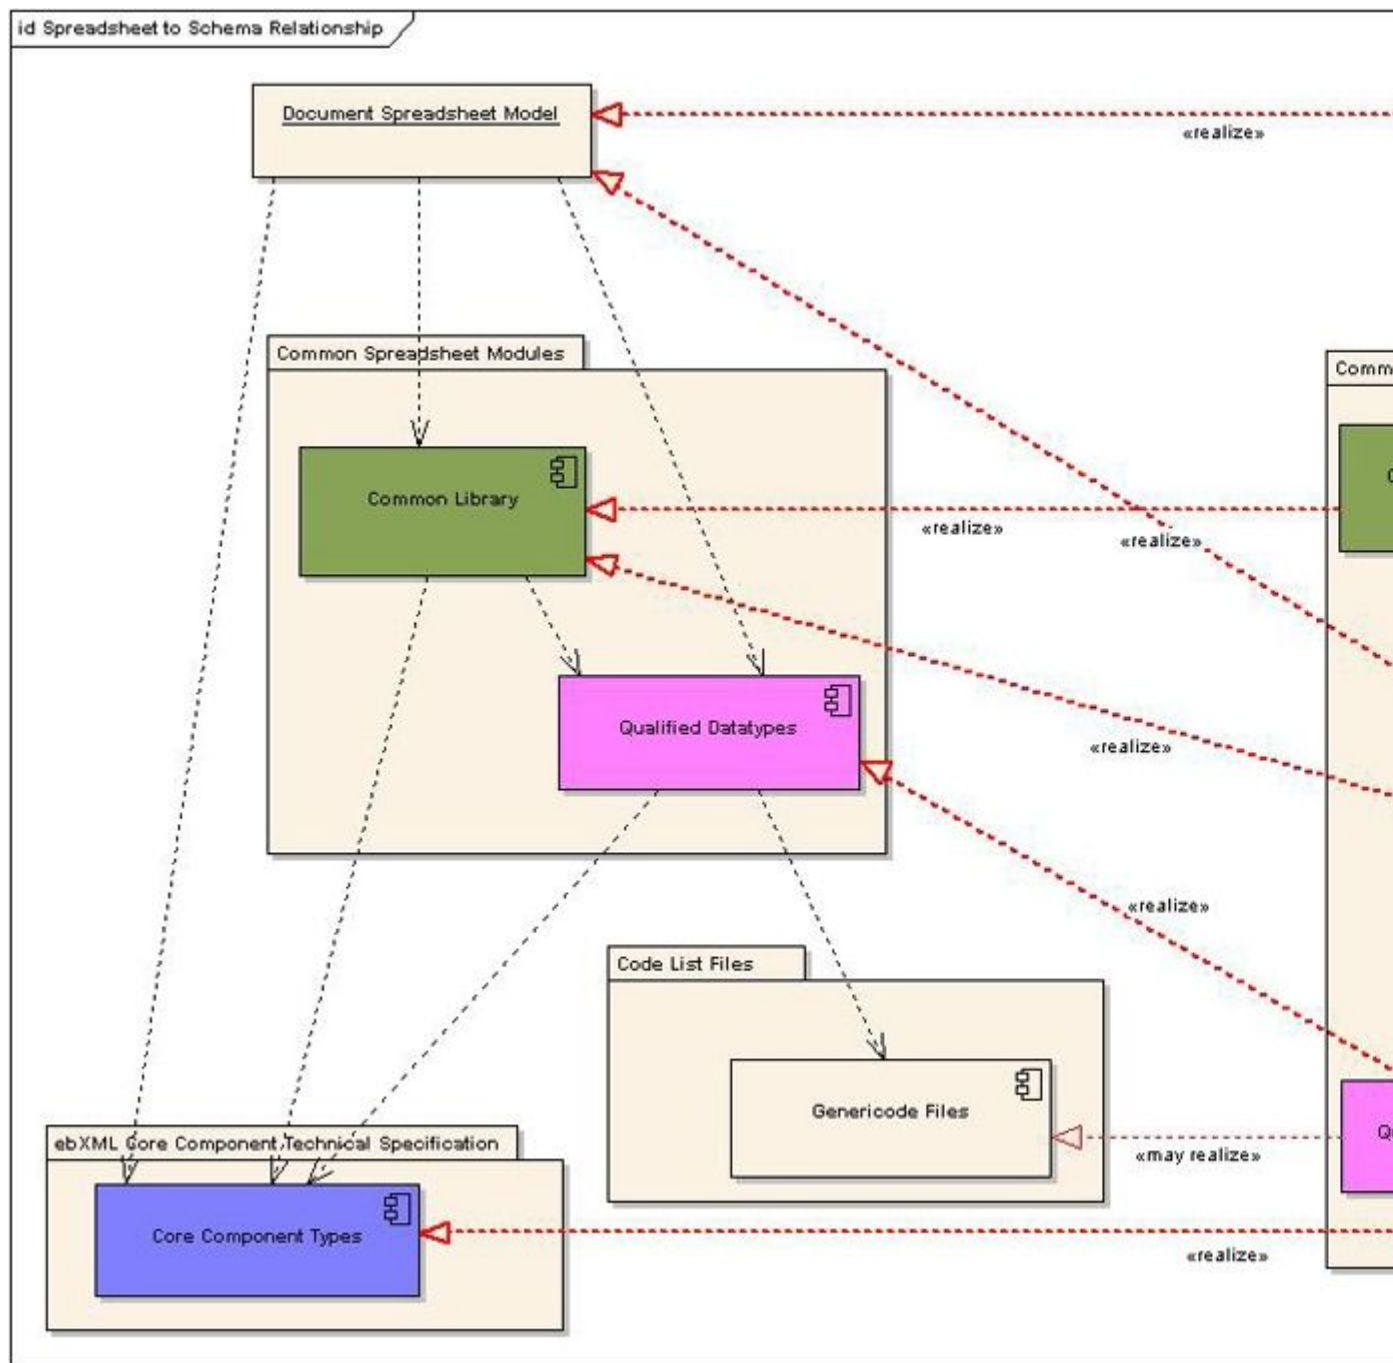 id Spreadsheet to Schema Relationship
Document Spreadsheet Model
«realize»
Common Spreadsheet Modules
Comm
Common Library
«realize»
«realize»
Qualified Datatypes
«realize»
«realize»
Code List Files
Genericode Files
«may realize»
ebXML Core Component Technical Specification
Core Component Types
«realize»